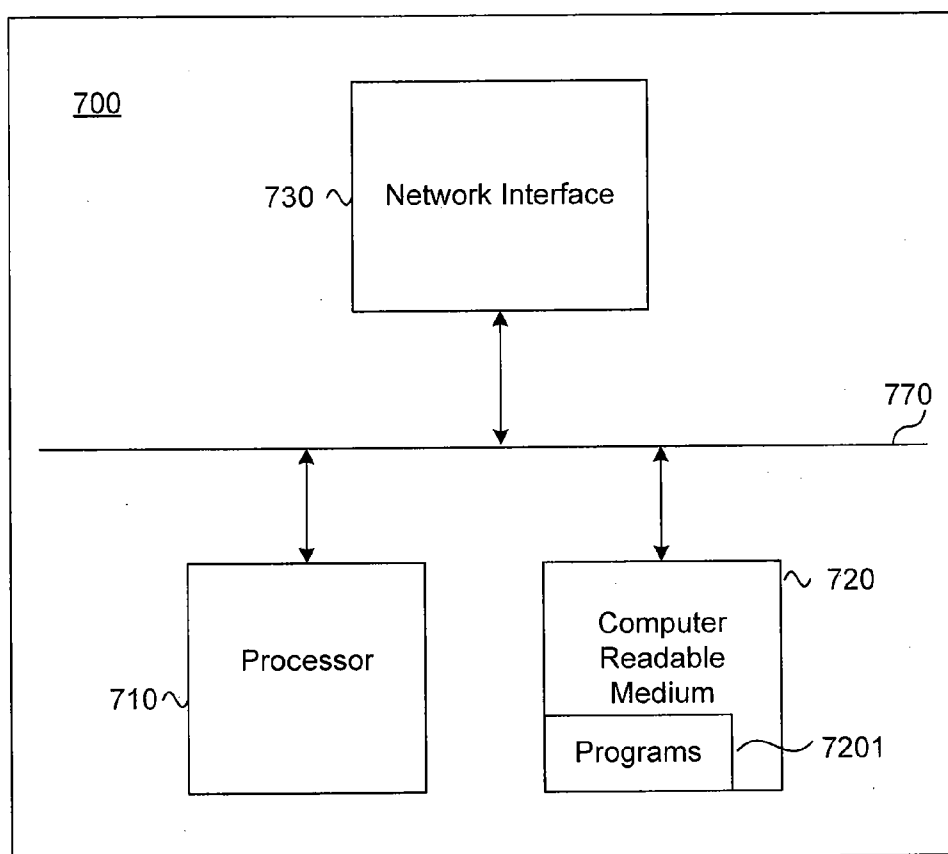 700
730
Network Interface
770
710
Processor
720
Computer
Readable
Medium
Programs
7201